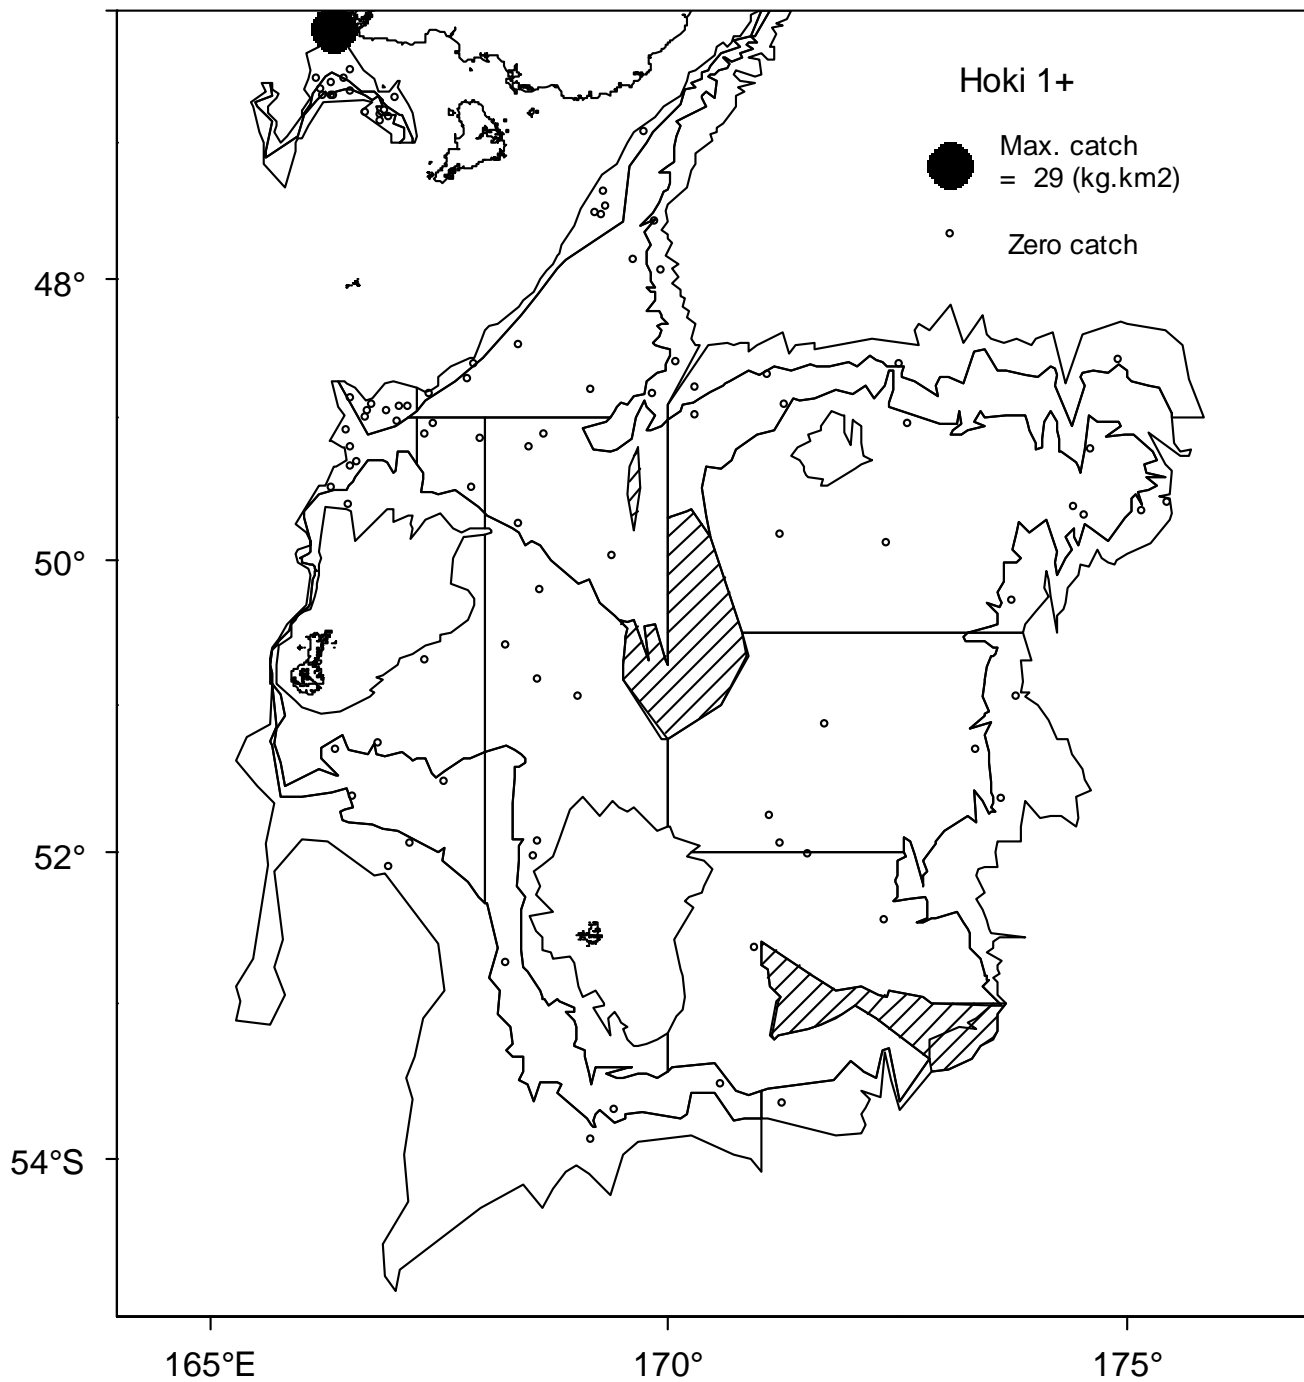 Hoki 1+
Max. catch
= 29 (kg.km2)
Zero catch
48°
50°
52°
54°S
165°E
170°
175°